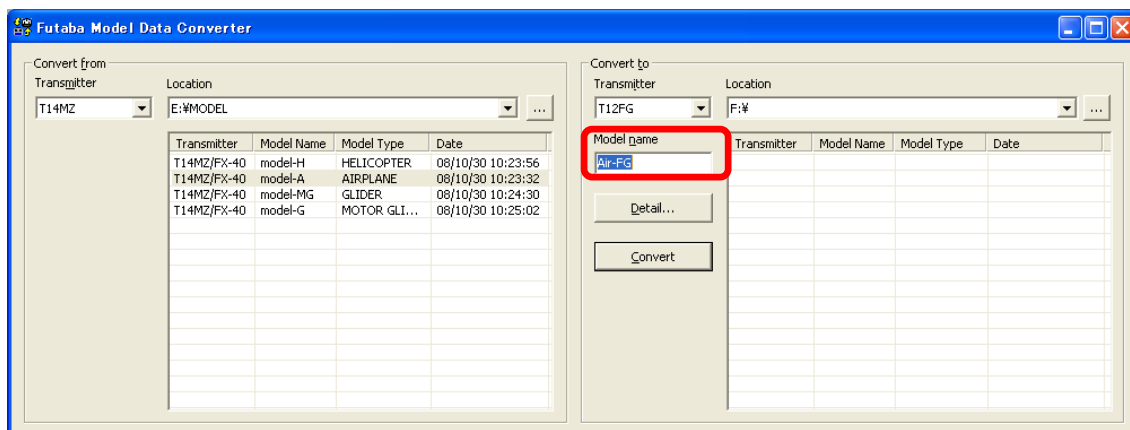 Futaba Model Data Converter
Convert from
Transmitter Location
T14MZ E:¥MODEL ...
Transmitter Model Name Model Type Date
T14MZ/FX-40 model-H HELICOPTER 08/10/30 10:23:56
T14MZ/FX-40 model-A AIRPLANE 08/10/30 10:23:32
T14MZ/FX-40 model-MG GLIDER 08/10/30 10:24:30
T14MZ/FX-40 model-G MOTOR GLI... 08/10/30 10:25:02
Convert to
Transmitter Location
T12FG F:¥ ...
Model name
Air-FG
Detail...
Convert
Transmitter Model Name Model Type Date